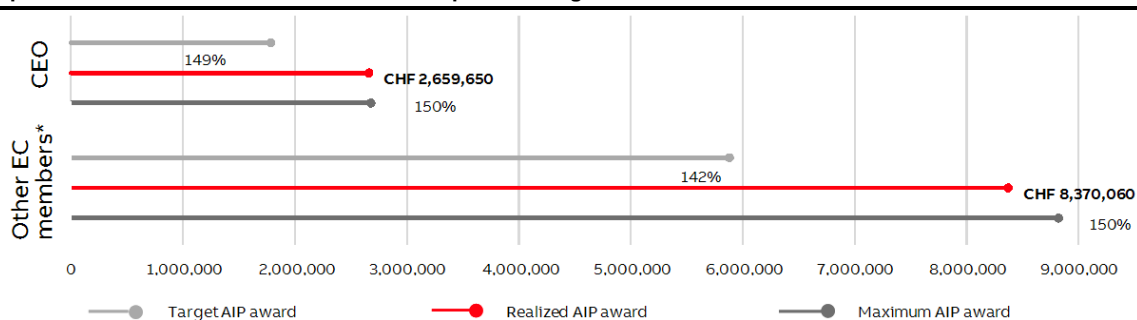 CEO
149%
CHF 2,659,650
150%
Other EC
members*
142%
CHF 8,370,060
150%
0 1,000,000 2,000,000 3,000,000 4,000,000 5,000,000 6,000,000 7,000,000 8,000,000 9,000,000
Target AIP award Realized AIP award Maximum AIP award